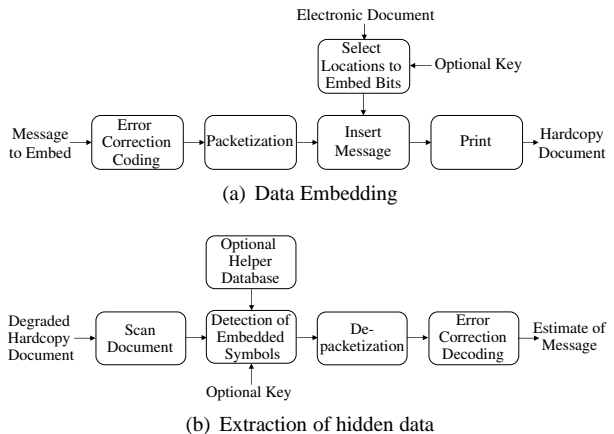 Electronic Document
Select
Locations to
Embed Bits
Optional Key
Message
to Embed
Error
Correction
Coding
Packetization
Insert
Message
Print
Hardcopy
Document
(a) Data Embedding
Optional
Helper
Database
Degraded
Hardcopy
Document
Scan
Document
Detection of
Embedded
Symbols
De-
packetization
Error
Correction
Decoding
Estimate of
Message
Optional Key
(b) Extraction of hidden data